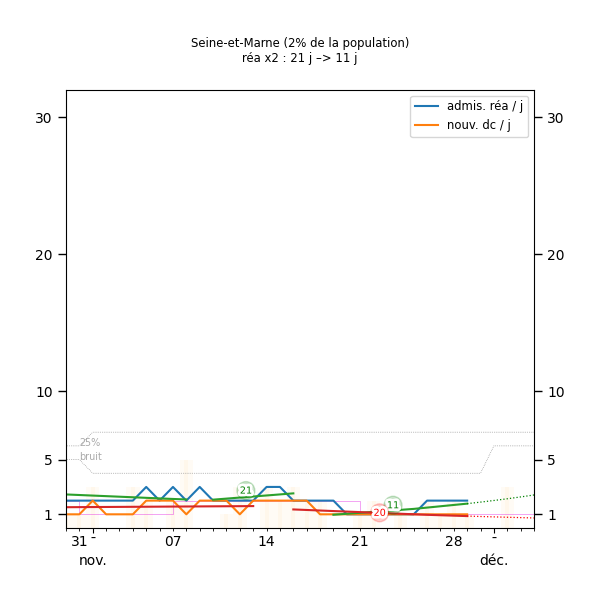 Seine-et-Marne (2% de la population)
réa x2 : 21 j –> 11 j
admis. réa / j
nouv. dc / j
30
30
20
20
10
10
25%
bruit
5
5
21
11
-20
1
1
31
07
14
21
28
nov.
déc.